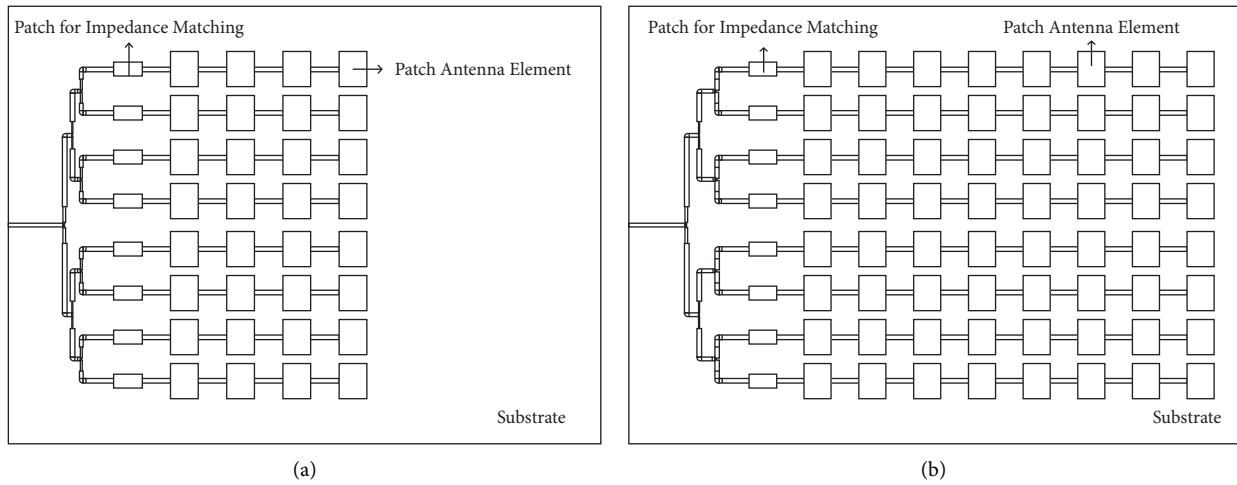 Patch for Impedance Matching
Patch Antenna Element
Substrate
(a)
Patch for Impedance Matching
Patch Antenna Element
Substrate
(b)